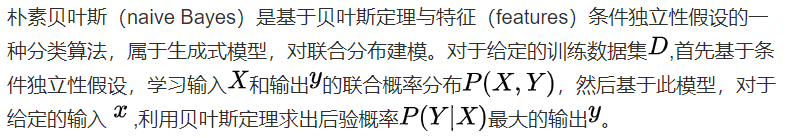 朴素贝叶斯（naive Bayes）是基于贝叶斯定理与特征（features）条件独立性假设的一
种分类算法，属于生成式模型，对联合分布建模。对于给定的训练数据集D,首先基于条
件独立性假设，学习输入X和输出y的联合概率分布P(X,Y)，然后基于此模型，对于
给定的输入 x ,利用贝叶斯定理求出后验概率P(Y|X)最大的输出y。